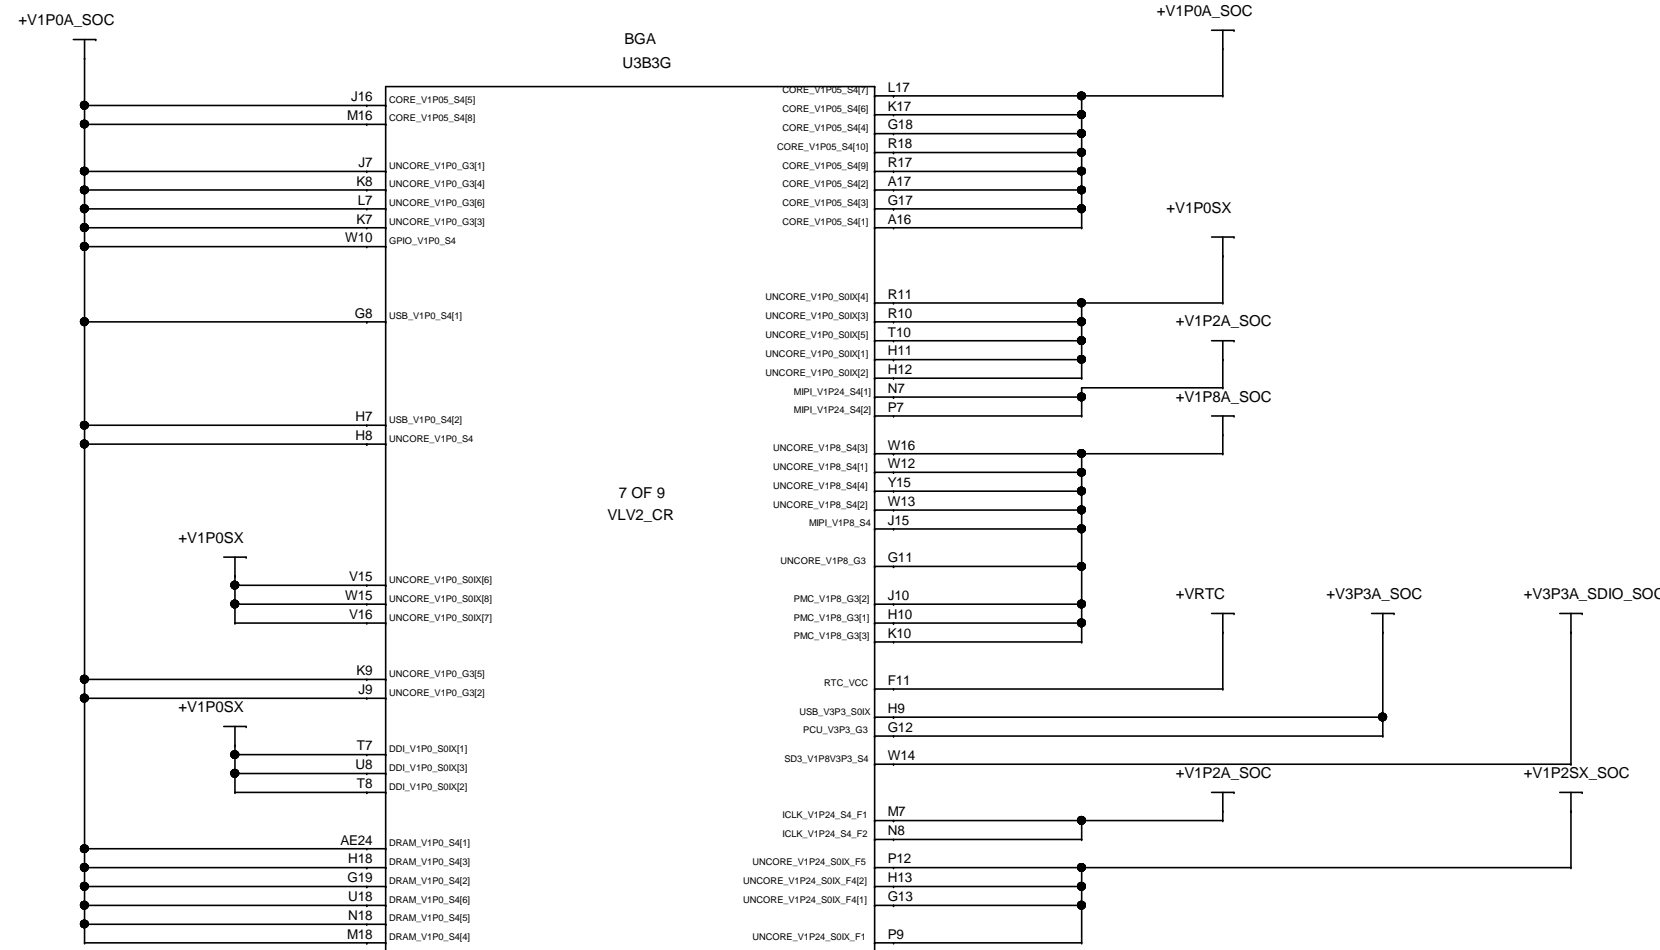 +V1P0A_SOC
+V1P0A_SOC
BGA
U3B3G
J16 CORE_V1P05_S4[5]
M16 CORE_V1P05_S4[8]
J7 UNCORE_V1P0_G3[1]
K8 UNCORE_V1P0_G3[4]
L7 UNCORE_V1P0_G3[6]
K7 UNCORE_V1P0_G3[3]
W10 GPIO_V1P0_S4
G8 USB_V1P0_S4[1]
H7 USB_V1P0_S4[2]
H8 UNCORE_V1P0_S4
+V1P0SX
V15 UNCORE_V1P0_S0IX[6]
W15 UNCORE_V1P0_S0IX[8]
V16 UNCORE_V1P0_S0IX[7]
K9 UNCORE_V1P0_G3[5]
J9 UNCORE_V1P0_G3[2]
+V1P0SX
T7 DDI_V1P0_S0IX[1]
U8 DDI_V1P0_S0IX[3]
T8 DDI_V1P0_S0IX[2]
AE24 DRAM_V1P0_S4[1]
H18 DRAM_V1P0_S4[3]
G19 DRAM_V1P0_S4[2]
U18 DRAM_V1P0_S4[6]
N18 DRAM_V1P0_S4[5]
M18 DRAM_V1P0_S4[4]
7 OF 9
VLV2_CR
CORE_V1P05_S4[7] L17
CORE_V1P05_S4[6] K17
CORE_V1P05_S4[4] G18
CORE_V1P05_S4[10] R18
CORE_V1P05_S4[9] R17
CORE_V1P05_S4[2] A17
CORE_V1P05_S4[3] G17
CORE_V1P05_S4[1] A16
+V1P0SX
UNCORE_V1P0_S0IX[4] R11
UNCORE_V1P0_S0IX[3] R10
+V1P2A_SOC
UNCORE_V1P0_S0IX[5] T10
UNCORE_V1P0_S0IX[1] H11
UNCORE_V1P0_S0IX[2] H12
MIPI_V1P24_S4[1] N7
+V1P8A_SOC
MIPI_V1P24_S4[2] P7
UNCORE_V1P8_S4[3] W16
UNCORE_V1P8_S4[1] W12
UNCORE_V1P8_S4[4] Y15
UNCORE_V1P8_S4[2] W13
MIPI_V1P8_S4 J15
UNCORE_V1P8_G3 G11
+VRTC
+V3P3A_SOC
+V3P3A_SDIO_SOC
PMC_V1P8_G3[2] J10
PMC_V1P8_G3[1] H10
PMC_V1P8_G3[3] K10
RTC_VCC F11
USB_V3P3_S0IX H9
PCU_V3P3_G3 G12
SD3_V1P8V3P3_S4 W14
+V1P2A_SOC
+V1P2SX_SOC
ICLK_V1P24_S4_F1 M7
ICLK_V1P24_S4_F2 N8
UNCORE_V1P24_S0IX_F5 P12
UNCORE_V1P24_S0IX_F4[2] H13
UNCORE_V1P24_S0IX_F4[1] G13
UNCORE_V1P24_S0IX_F1 P9